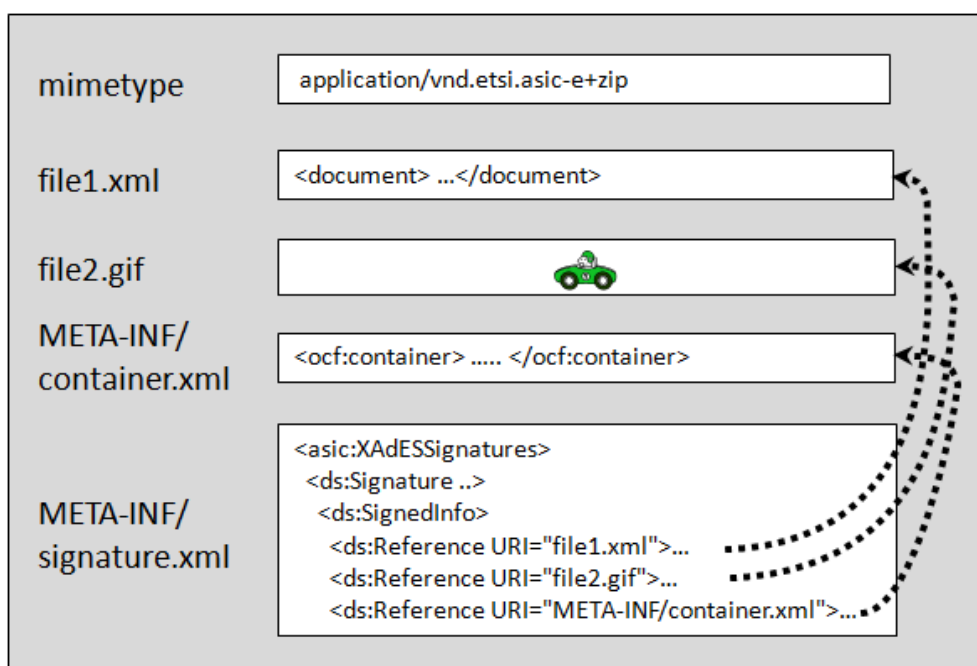 mimetype
application/vnd.etsi.asic-e+zip
file1.xml
<document> ...</document>
file2.gif
META-INF/
container.xml
<ocf:container> ..... </ocf:container>
META-INF/
signature.xml
<asic:XAdESSignatures>
<ds:Signature ..>
<ds:SignedInfo>
<ds:Reference URI="file1.xml">...
<ds:Reference URI="file2.gif">...
<ds:Reference URI="META-INF/container.xml">...